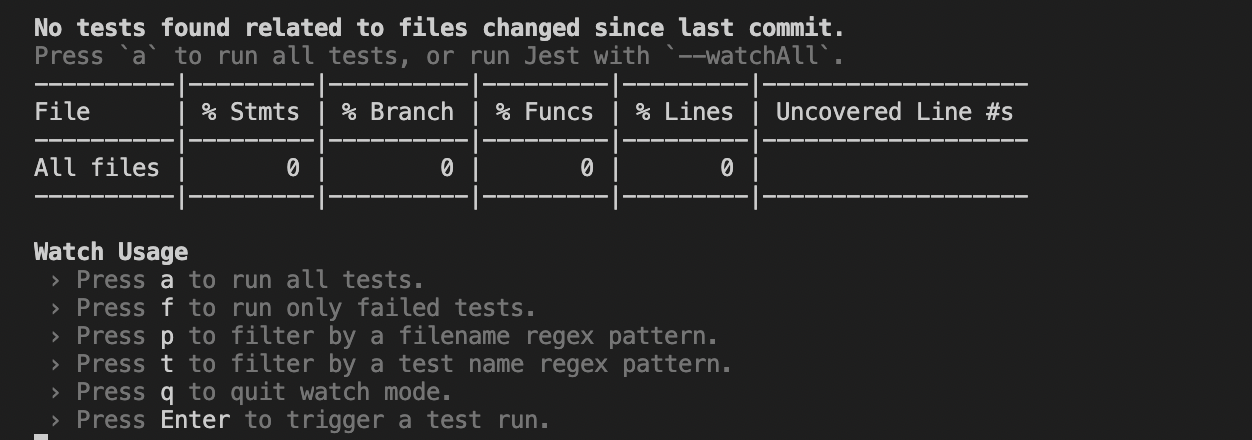 No tests found related to files changed since last commit.
Press `a` to run all tests, or run Jest with `--watchAll`.
----------|---------|----------|---------|---------|-------------------
File      | % Stmts | % Branch | % Funcs | % Lines | Uncovered Line #s
----------|---------|----------|---------|---------|-------------------
All files |       0 |        0 |       0 |       0 |
----------|---------|----------|---------|---------|-------------------
Watch Usage
 › Press a to run all tests.
 › Press f to run only failed tests.
 › Press p to filter by a filename regex pattern.
 › Press t to filter by a test name regex pattern.
 › Press q to quit watch mode.
 › Press Enter to trigger a test run.